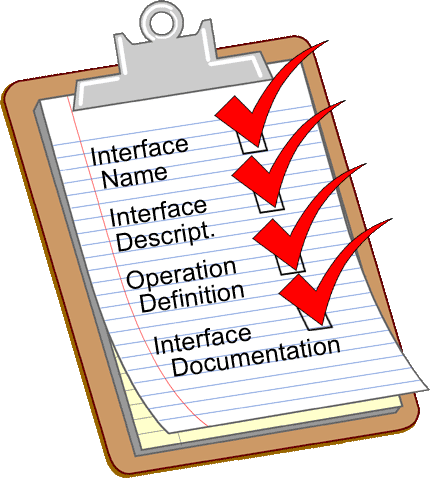 Interface
Name
Interface
Descript.
Operation
Definition
Interface
Documentation